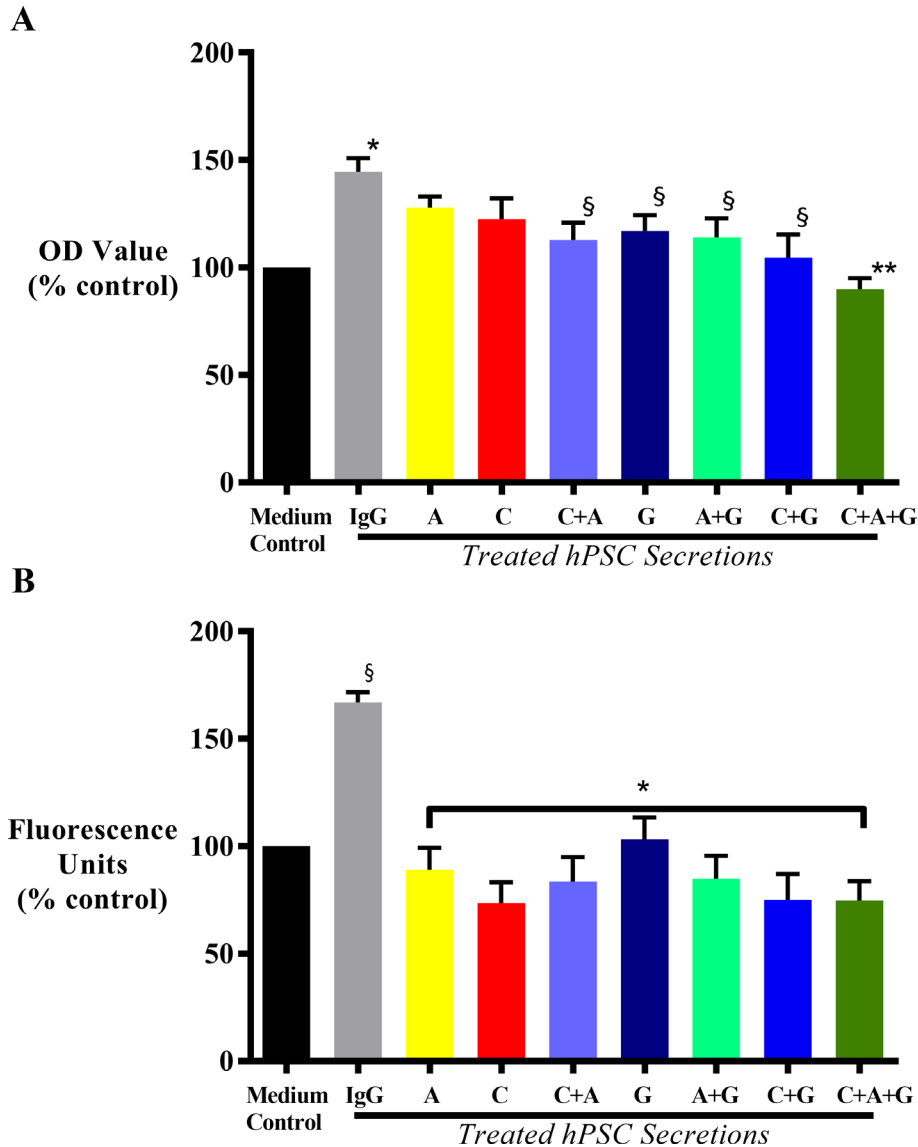 A
200
150
100
50
0
OD Value
(% control)
*
§
§
§
§
**
Medium
Control
IgG
A
C
C+A
G
A+G
C+G
C+A+G
Treated hPSC Secretions
B
200
150
100
50
0
Fluorescence
Units
(% control)
§
*
Medium
Control
IgG
A
C
C+A
G
A+G
C+G
C+A+G
Treated hPSC Secretions